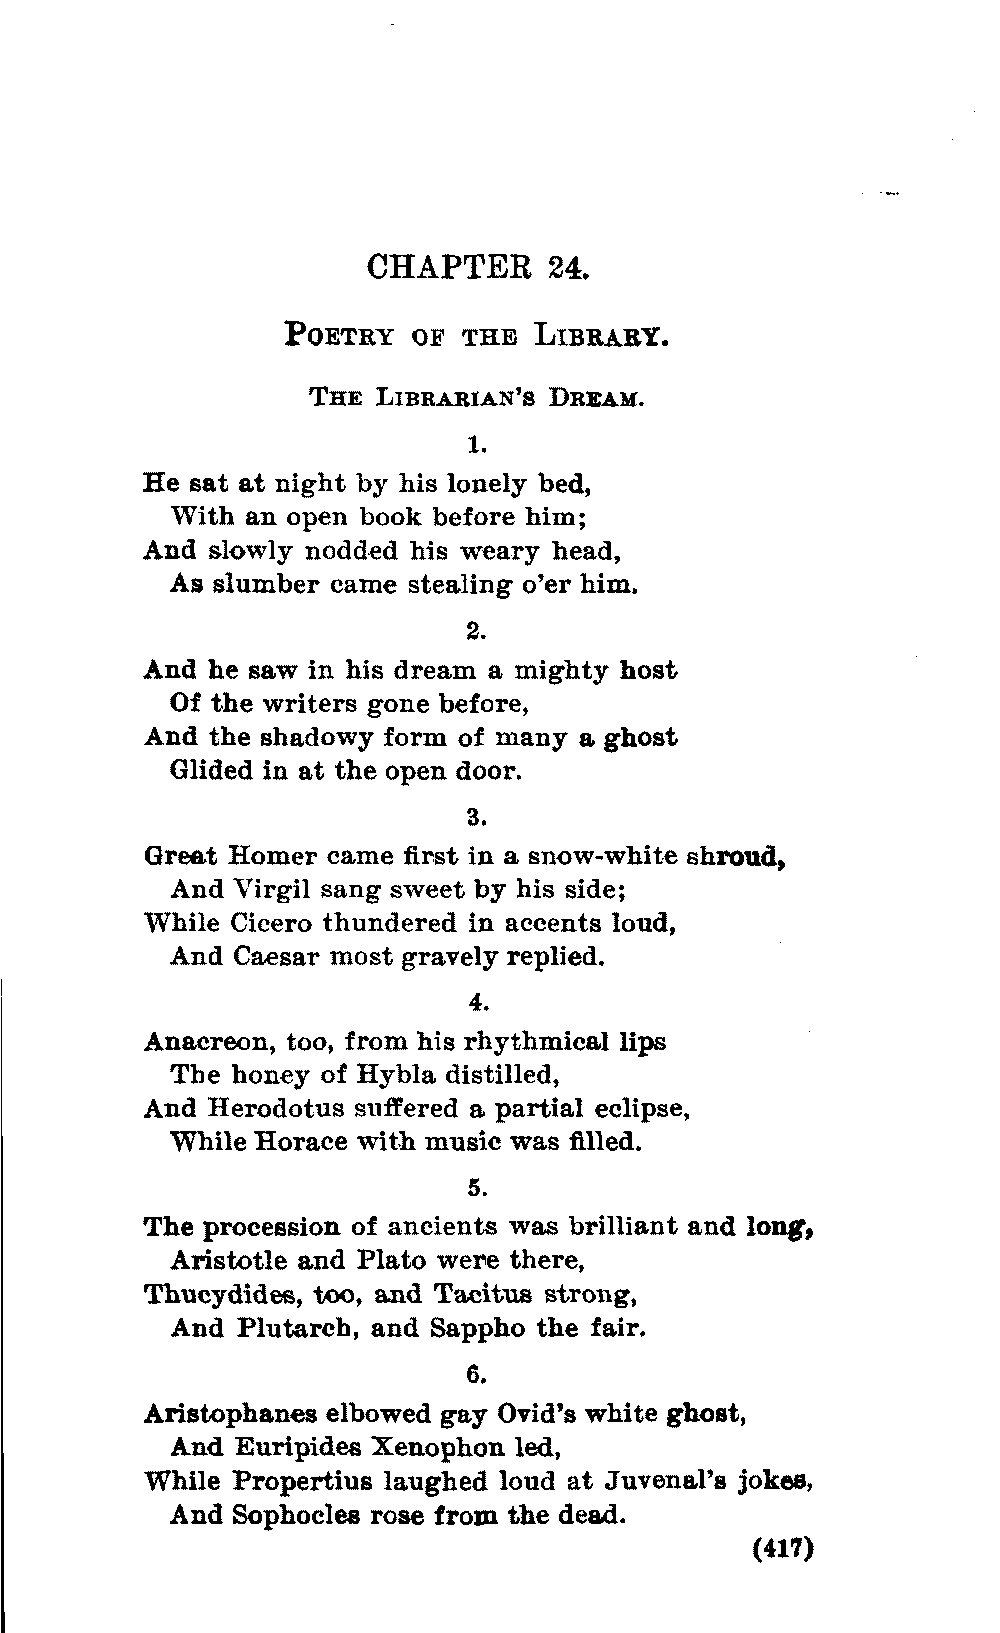 CHAPTER 24.
POETRY OF THE LIBRARY.
THE LIBRARIAN'S DREAM.
1.
He sat at night by his lonely bed,
With an open book before him;
And slowly nodded his weary head,
As slumber came stealing o'er him.
2.
And he saw in his dream a mighty host
Of the writers gone before,
And the shadowy form of many a ghost
Glided in at the open door.
3.
Great Homer came first in a snow-white shroud,
And Virgil sang sweet by his side;
While Cicero thundered in accents loud,
And Caesar most gravely replied.
4.
Anacreon, too, from his rhythmical lips
The honey of Hybla distilled,
And Herodotus suffered a partial eclipse,
While Horace with music was filled.
5.
The procession of ancients was brilliant and long,
Aristotle and Plato were there,
Thucydides, too, and Tacitus strong,
And Plutarch, and Sappho the fair.
6.
Aristophanes elbowed gay Ovid's white ghost,
And Euripides Xenophon led,
While Propertius laughed loud at Juvenal's jokes,
And Sophocles rose from the dead.
(417)